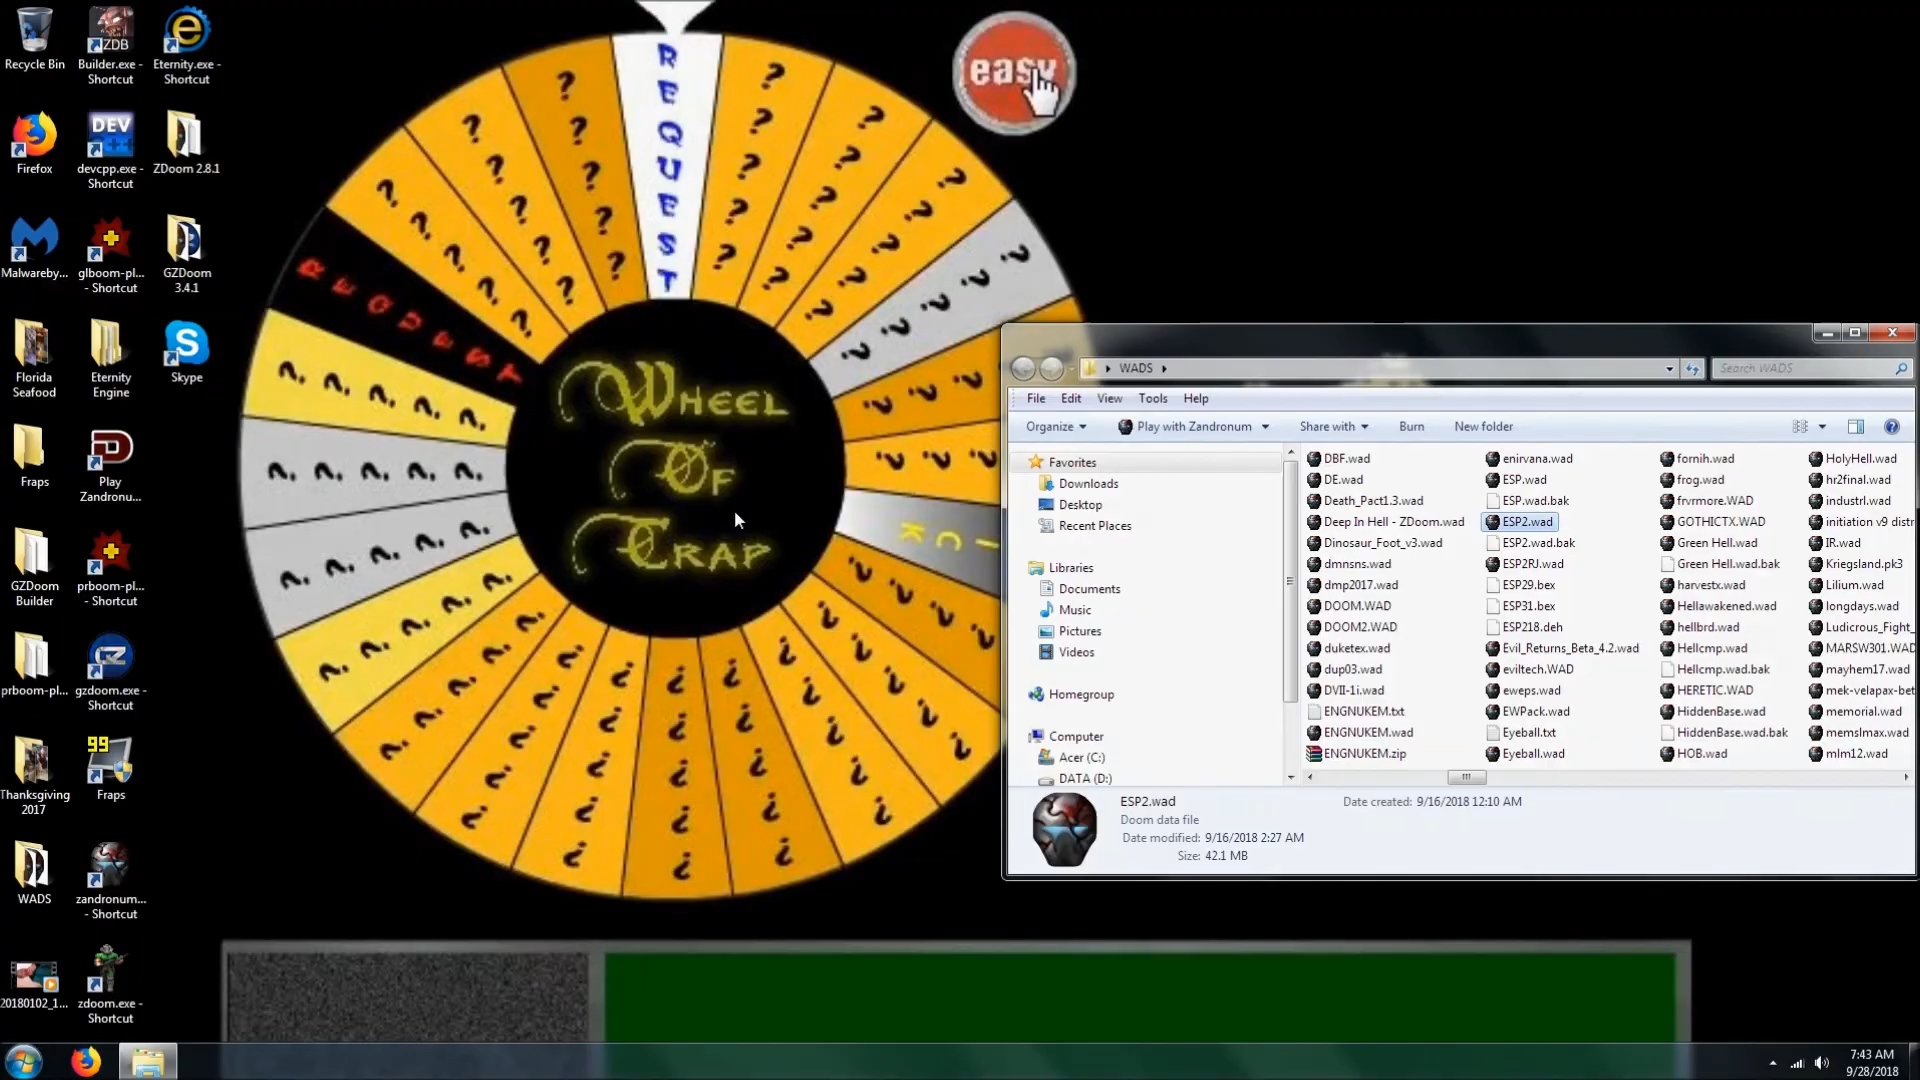 Recycle Bin
Builder.exe -
Shortcut
ZDB
Eternity.exe -
Shortcut
Firefox
DEV
devcpp.exe -
Shortcut
ZDoom 2.8.1
Malwareby...
glboom-pl...
- Shortcut
GZDoom
3.4.1
Florida
Seafood
Eternity
Engine
Skype
Fraps
Play
Zandronu...
GZDoom
Builder
prboom-pl...
- Shortcut
prboom-pl...
gzdoom.exe -
Shortcut
Thanksgiving
2017
99
Fraps
WADS
zandronum...
- Shortcut
20180102_1...
zdoom.exe -
Shortcut
REQUEST
REQUEST
? ? ? ? ?
easy
Wheel
Of
Crap
WADS
Search WADS
File Edit View Tools Help
Organize Play with Zandronum Share with Burn New folder
Favorites
Downloads
Desktop
Recent Places
Libraries
Documents
Music
Pictures
Videos
Homegroup
Computer
Acer (C:)
DATA (D:)
DBF.wad
DE.wad
Death_Pact1.3.wad
Deep In Hell - ZDoom.wad
Dinosaur_Foot_v3.wad
dmnsns.wad
dmp2017.wad
DOOM.WAD
DOOM2.WAD
duketex.wad
dup03.wad
DVII-1i.wad
ENGNUKEM.txt
ENGNUKEM.wad
ENGNUKEM.zip
enirvana.wad
ESP.wad
ESP.wad.bak
ESP2.wad
ESP2.wad.bak
ESP2RJ.wad
ESP29.bex
ESP31.bex
ESP218.deh
Evil_Returns_Beta_4.2.wad
eviltech.WAD
eweps.wad
EWPack.wad
Eyeball.txt
Eyeball.wad
fornih.wad
frog.wad
frvrmore.WAD
GOTHICTX.WAD
Green Hell.wad
Green Hell.wad.bak
harvestx.wad
Hellawakened.wad
hellbrd.wad
Hellcmp.wad
Hellcmp.wad.bak
HERETIC.WAD
HiddenBase.wad
HiddenBase.wad.bak
HOB.wad
HolyHell.wad
hr2final.wad
industrl.wad
initiation v9 distr
IR.wad
Kriegsland.pk3
Lilium.wad
longdays.wad
Ludicrous_Fight_
MARSW301.WAD
mayhem17.wad
mek-velapax-bet
memorial.wad
memslmax.wad
mlm12.wad
ESP2.wad
Doom data file
Date modified: 9/16/2018 2:27 AM
Size: 42.1 MB
Date created: 9/16/2018 12:10 AM
7:43 AM
9/28/2018